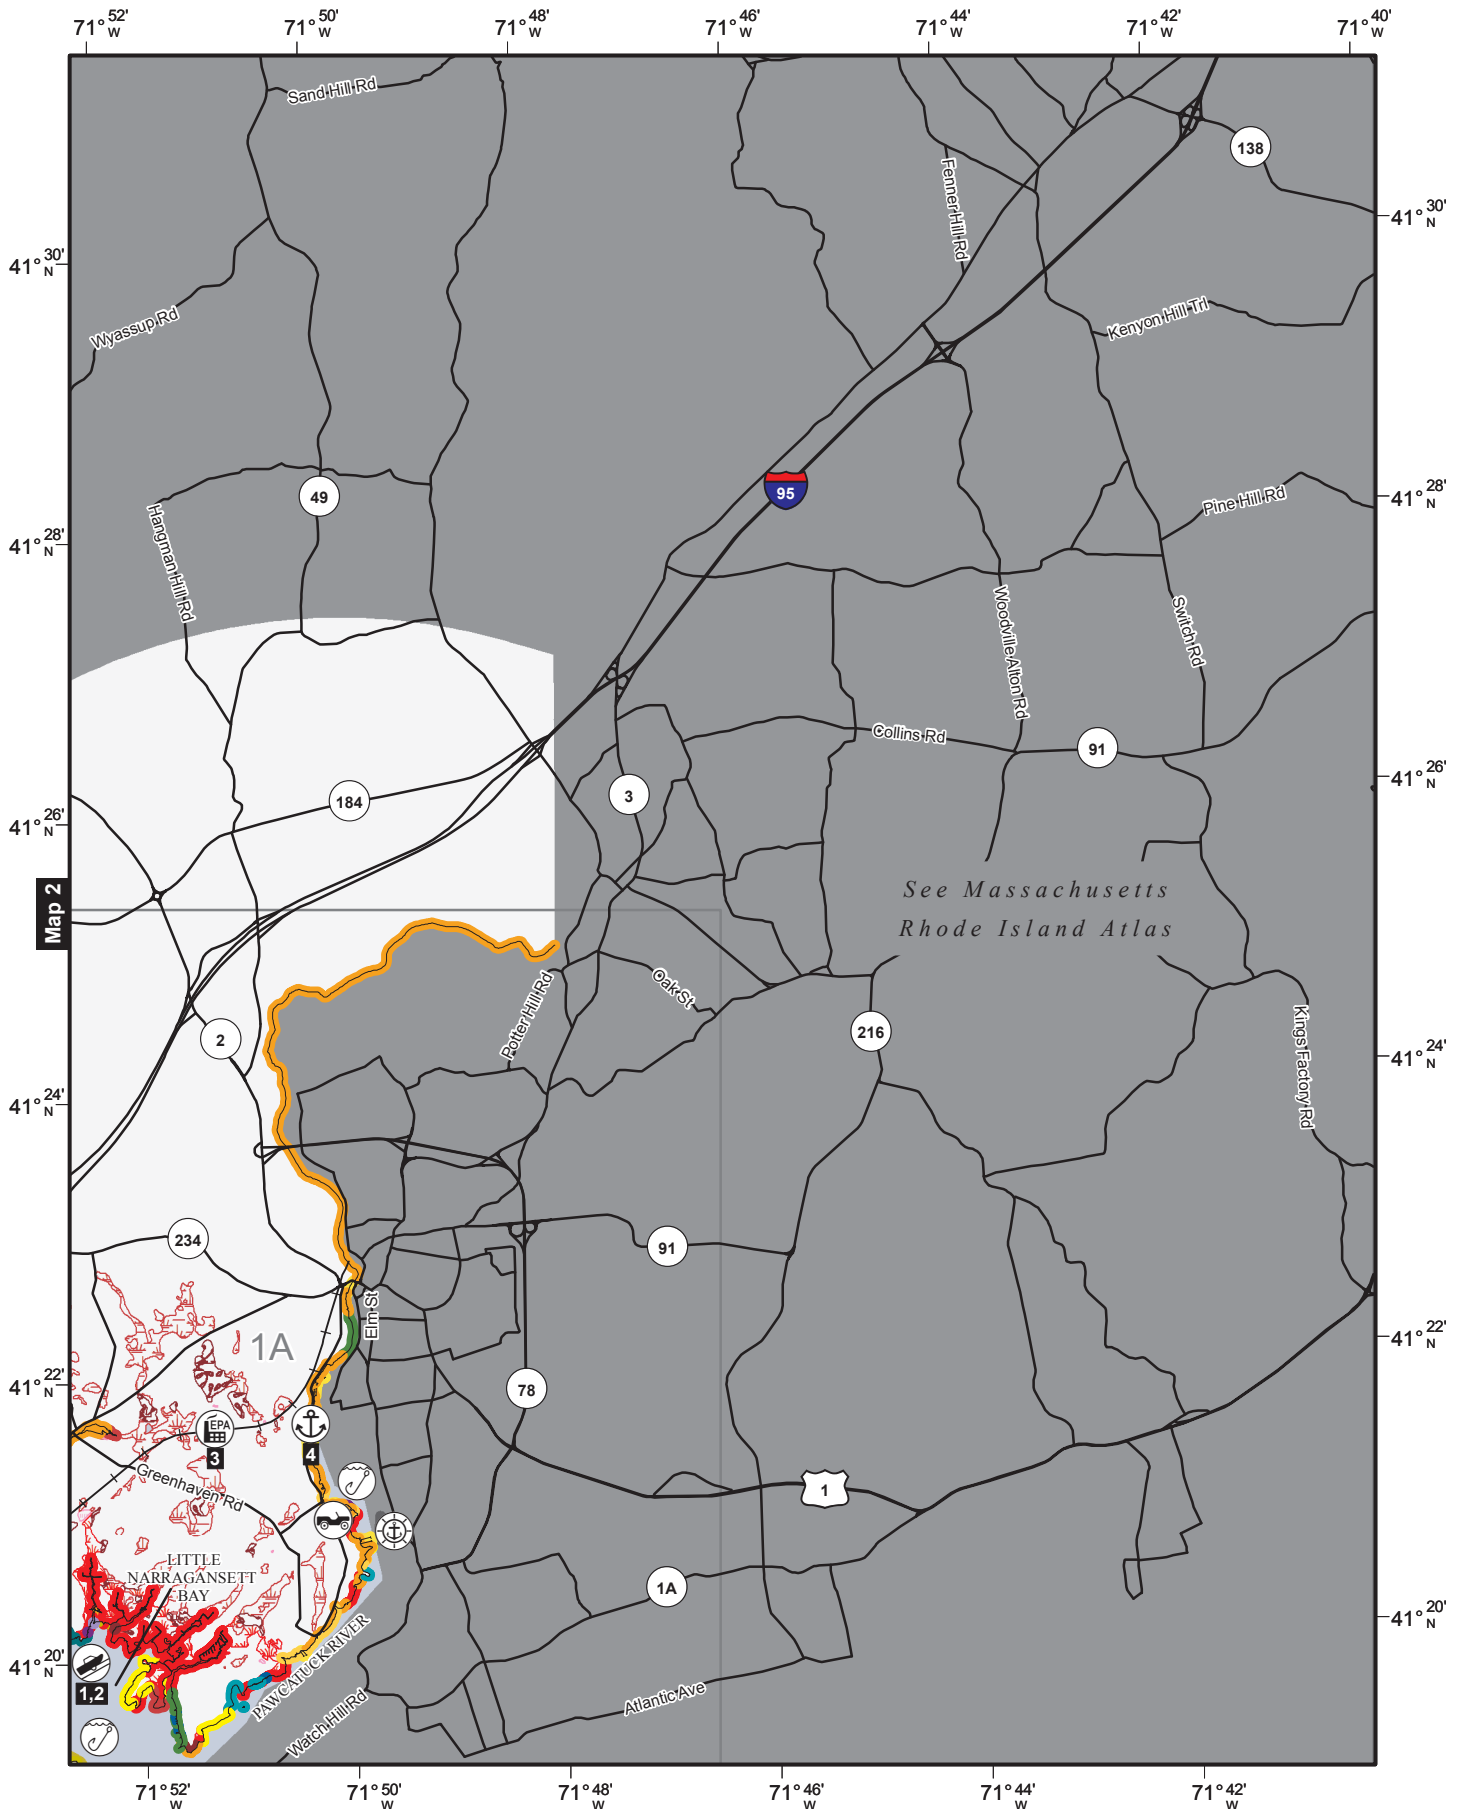 71° 52' W
71° 50' W
71° 48' W
71° 46' W
71° 44' W
71° 42' W
71° 40' W
Sand Hill Rd
138
Fenner Hill Rd
41° 30' N
41° 30' N
Wyassup Rd
Kenyon Hill Trl
49
95
Pine Hill Rd
41° 28' N
41° 28' N
Hangman Hill Rd
Woodville Alton Rd
Switch Rd
Collins Rd
91
41° 26' N
184
3
41° 26' N
Map 2
See Massachusetts
Rhode Island Atlas
Potter Hill Rd
Oak St
2
216
Kings Factory Rd
41° 24' N
41° 24' N
234
91
Elm St
1A
41° 22' N
41° 22' N
78
EPA
3
4
Greenhaven Rd
1
LITTLE
NARRAGANSETT
BAY
1A
41° 20' N
41° 20' N
PAWCATUCK RIVER
1,2
Watch Hill Rd
Atlantic Ave
71° 52' W
71° 50' W
71° 48' W
71° 46' W
71° 44' W
71° 42' W